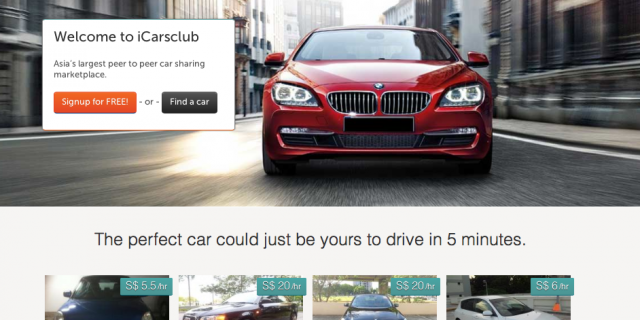 Welcome to iCarsclub
Asia's largest peer to peer car sharing
marketplace.
Signup for FREE! - or - Find a car
The perfect car could just be yours to drive in 5 minutes.
S$ 5.5/hr S$ 20/hr S$ 20/hr S$ 6/hr